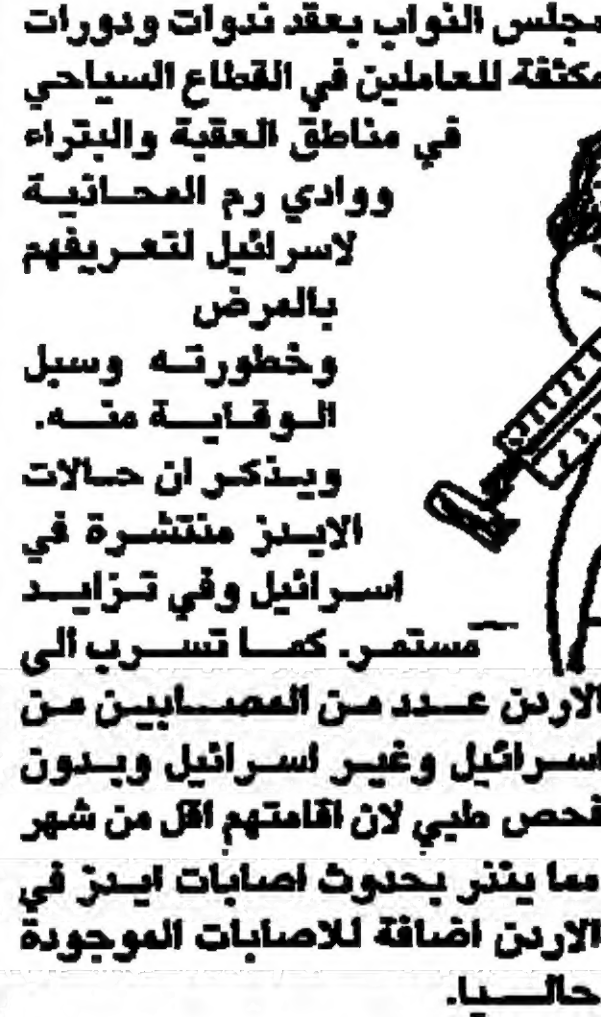 مجلس النواب بعقد ندوات ودورات
مكثفة للعاملين في القطاع السياحي
في مناطق العقبة والبتراء
ووادي رم المحاذية
لاسرائيل لتعريفهم
بالمرض
وخطورته وسبل
الوقاية منه.
ويذكر ان حالات
الايدز منتشرة في
اسرائيل وفي تزايد
مستمر. كما تسرب الى
الاردن عدد من المصابين من
اسرائيل وغير اسرائيل وبدون
فحص طبي لان اقامتهم اقل من شهر
مما ينذر بحدوث اصابات ايدز في
الاردن اضافة للاصابات الموجودة
حاليا.